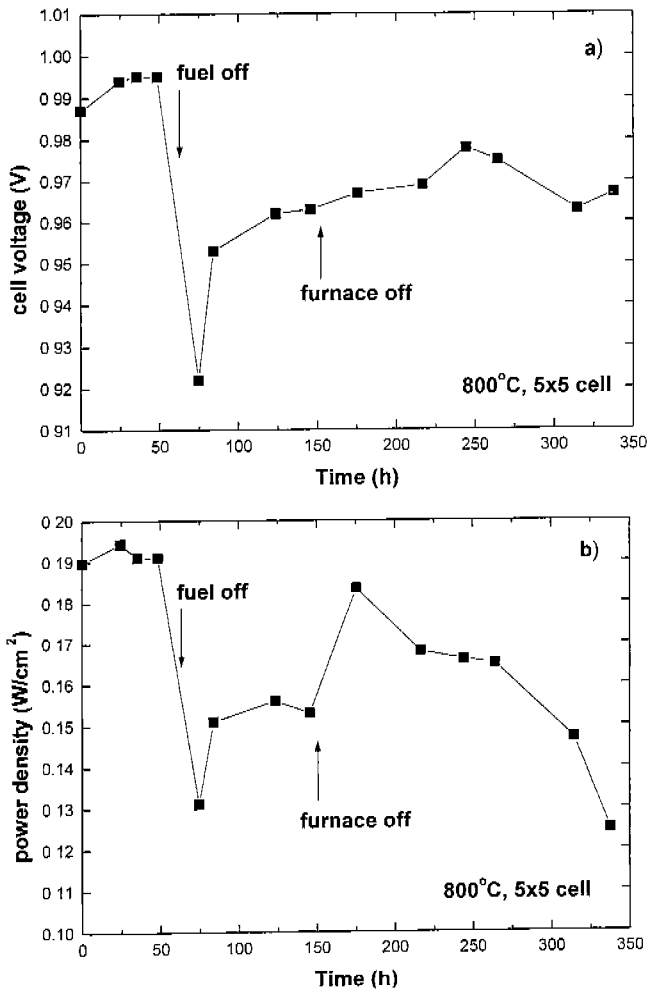 1.01
1.00
0.99
0.98
0.97
0.96
0.95
0 94
0 93
0 92
0 91
cell voltage (V)
a)
fuel off
furnace off
800°C, 5x5 cell
0 50 100 150 200 250 300 350
Time (h)
0.20
0.19
0.18
0.17
0.16
0.15
0.14
0.13
0 12
0 11
0.10
power density (W/cm²)
b)
fuel off
furnace off
800°C, 5x5 cell
0 50 100 150 200 250 300 350
Time (h)